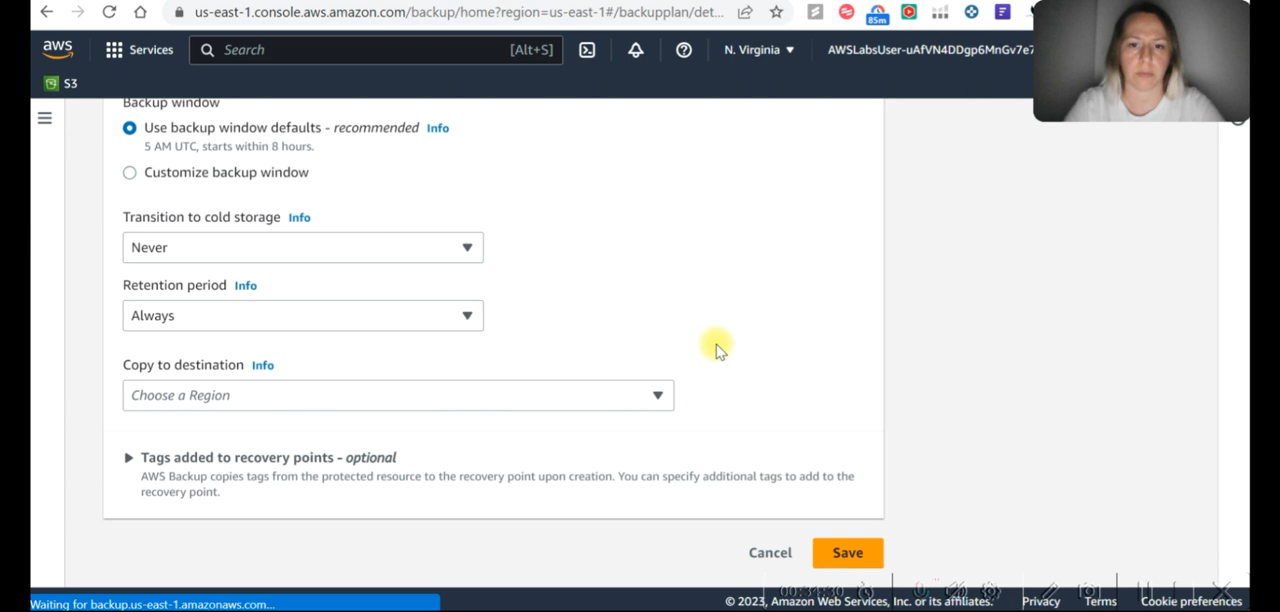 us-east-1.console.aws.amazon.com/backup/home?region=us-east-1#/backupplan/det...
85m
aws
Services
Search
[Alt+S]
N. Virginia
AWSLabsUser-uAfVN4DDgp6MnGv7e7
S3
Backup window
Use backup window defaults - recommended Info
5 AM UTC, starts within 8 hours.
Customize backup window
Transition to cold storage Info
Never
Retention period Info
Always
Copy to destination Info
Choose a Region
Tags added to recovery points - optional
AWS Backup copies tags from the protected resource to the recovery point upon creation. You can specify additional tags to add to the
recovery point.
Cancel
Save
Waiting for backup.us-east-1.amazonaws.com...
© 2023, Amazon Web Services, Inc. or its affiliates.
Privacy
Terms
Cookie preferences